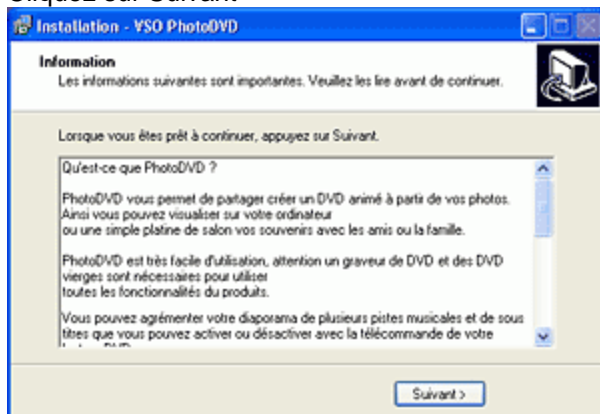 Installation - VSO PhotoDVD
Information
Les informations suivantes sont importantes. Veuillez les lire avant de continuer.
Lorsque vous êtes prêt à continuer, appuyez sur Suivant.
Qu'est-ce que PhotoDVD ?
PhotoDVD vous permet de partager créer un DVD animé à partir de vos photos.
Ainsi vous pouvez visualiser sur votre ordinateur
ou une simple platine de salon vos souvenirs avec les amis ou la famille.
PhotoDVD est très facile d'utilisation, attention un graveur de DVD et des DVD
vierges sont nécessaires pour utiliser
toutes les fonctionnalités du produits.
Vous pouvez agrémenter votre diaporama de plusieurs pistes musicales et de sous
titres que vous pouvez activer ou désactiver avec la télécommande de votre
Suivant >